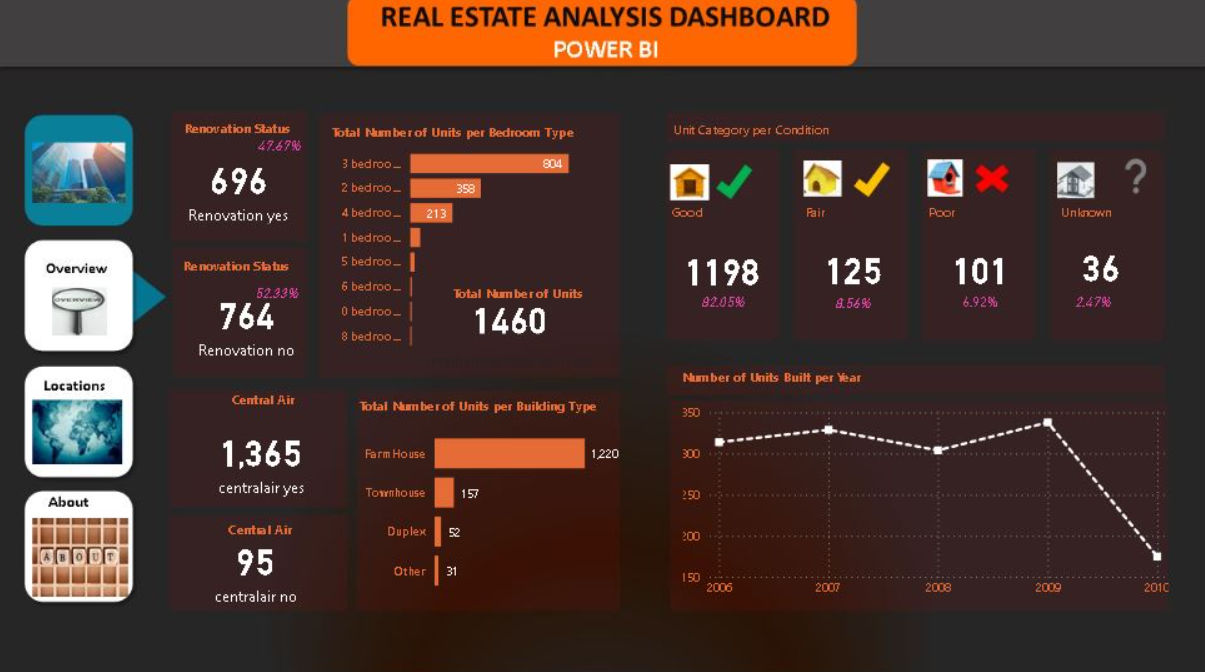 REAL ESTATE ANALYSIS DASHBOARD
POWER BI
Overview
OVERVIEW
Locations
About
ABOUT
Renovation Status
47.67%
696
Renovation yes
Renovation Status
52.33%
764
Renovation no
Total Number of Units per Bedroom Type
3 bedroo... 804
2 bedroo... 358
4 bedroo... 213
1 bedroo...
5 bedroo...
6 bedroo...
0 bedroo...
8 bedroo...
Total Number of Units
1460
Unit Category per Condition
Good
1198
82.05%
Fair
125
8.56%
Poor
101
6.92%
?
Unknown
36
2.47%
Central Air
1,365
centralair yes
Central Air
95
centralair no
Total Number of Units per Building Type
Farm House 1,220
Townhouse 157
Duplex 52
Other 31
Number of Units Built per Year
350
300
250
200
150
2006 2007 2008 2009 2010